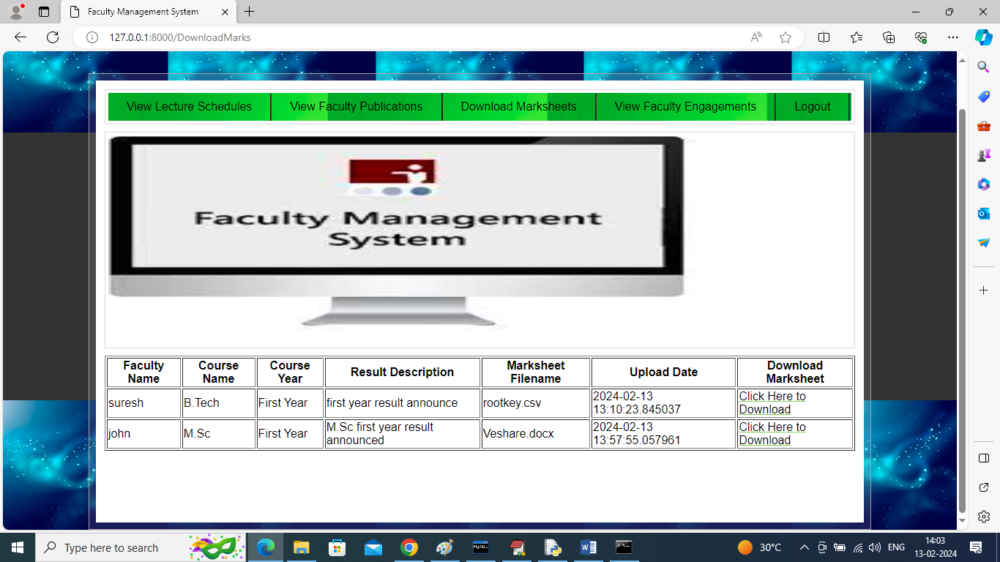 Faculty Management System
127.0.0.1:8000/DownloadMarks
View Lecture Schedules View Faculty Publications Download Marksheets View Faculty Engagements Logout
Faculty Management
System
Faculty Name Course Name Course Year Result Description Marksheet Filename Upload Date Download Marksheet
suresh B.Tech First Year first year result announce rootkey.csv 2024-02-13 13:10:23.845037 Click Here to Download
john M.Sc First Year M.Sc first year result announced Veshare.docx 2024-02-13 13:57:55.057961 Click Here to Download
Type here to search
30°C
ENG
14:03
13-02-2024